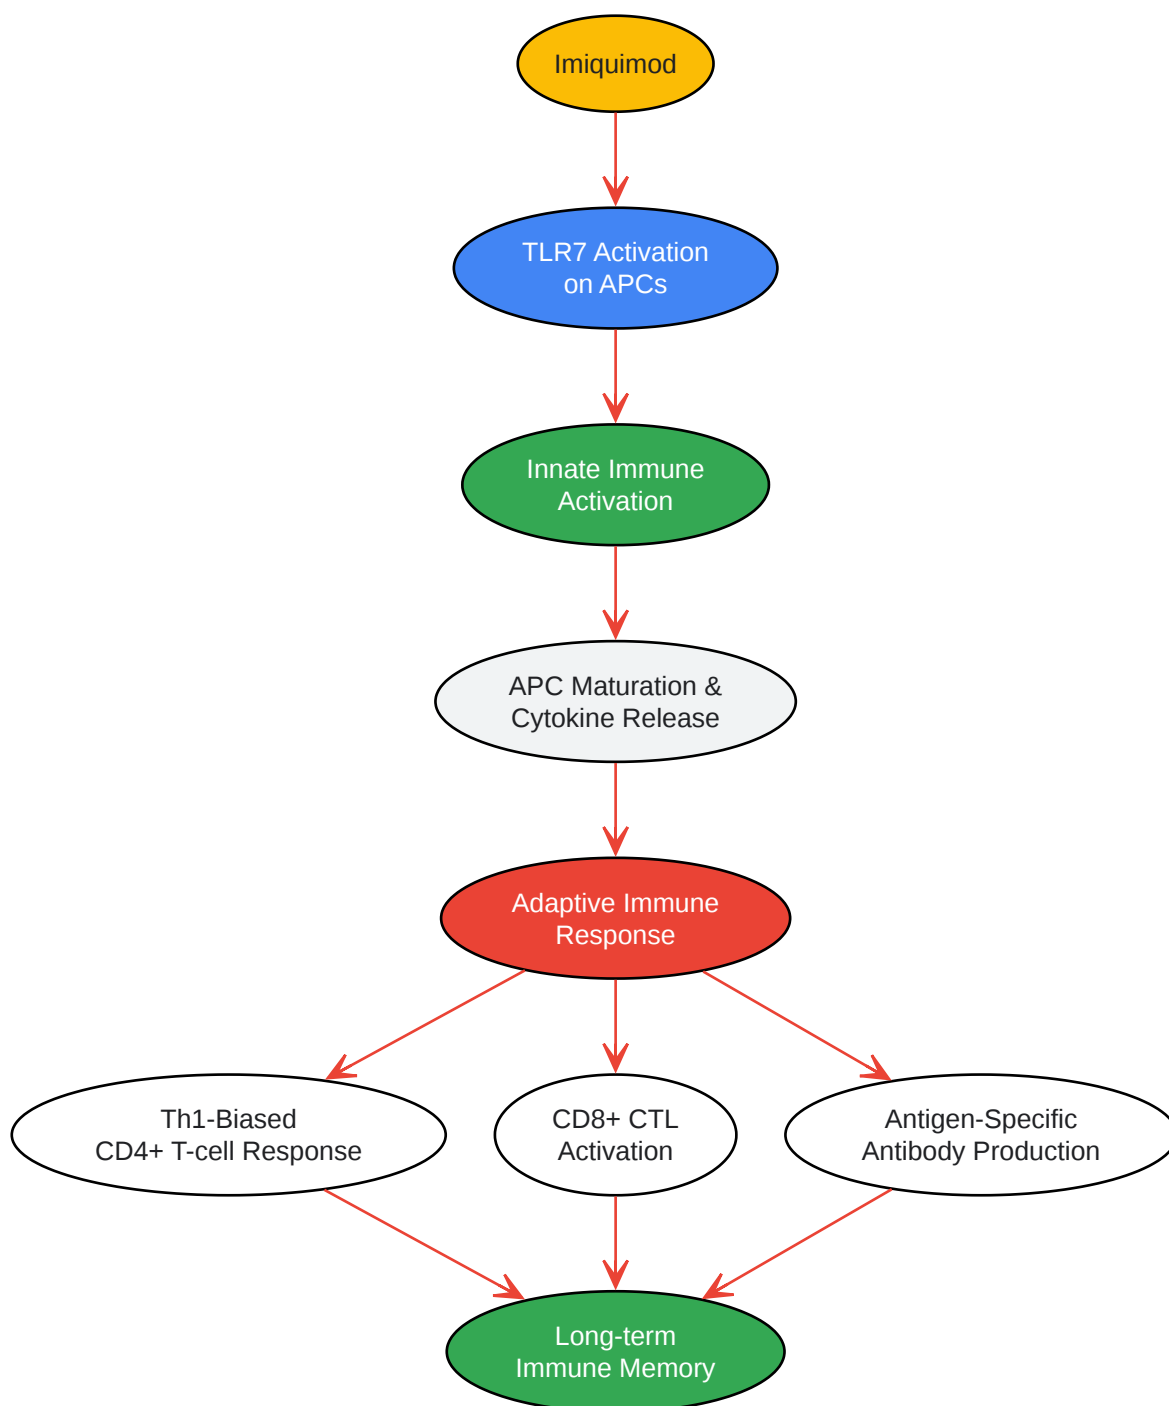 Imiquimod
TLR7 Activation
on APCs
Innate Immune
Activation
APC Maturation &
Cytokine Release
Adaptive Immune
Response
Th1-Biased
CD4+ T-cell Response
CD8+ CTL
Activation
Antigen-Specific
Antibody Production
Long-term
Immune Memory